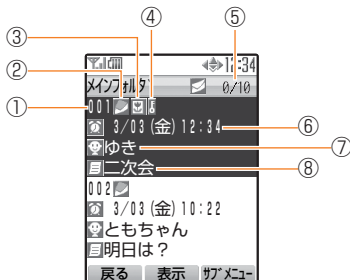 ④
③ ⑤
②
12:34
メインフォルダ 0/10
① 001
3/03 (金) 12:34 ⑥
ゆき ⑦
二次会 ⑧
002
3/03 (金) 10:22
ともちゃん
明日は？
戻る 表示 サブメニュー